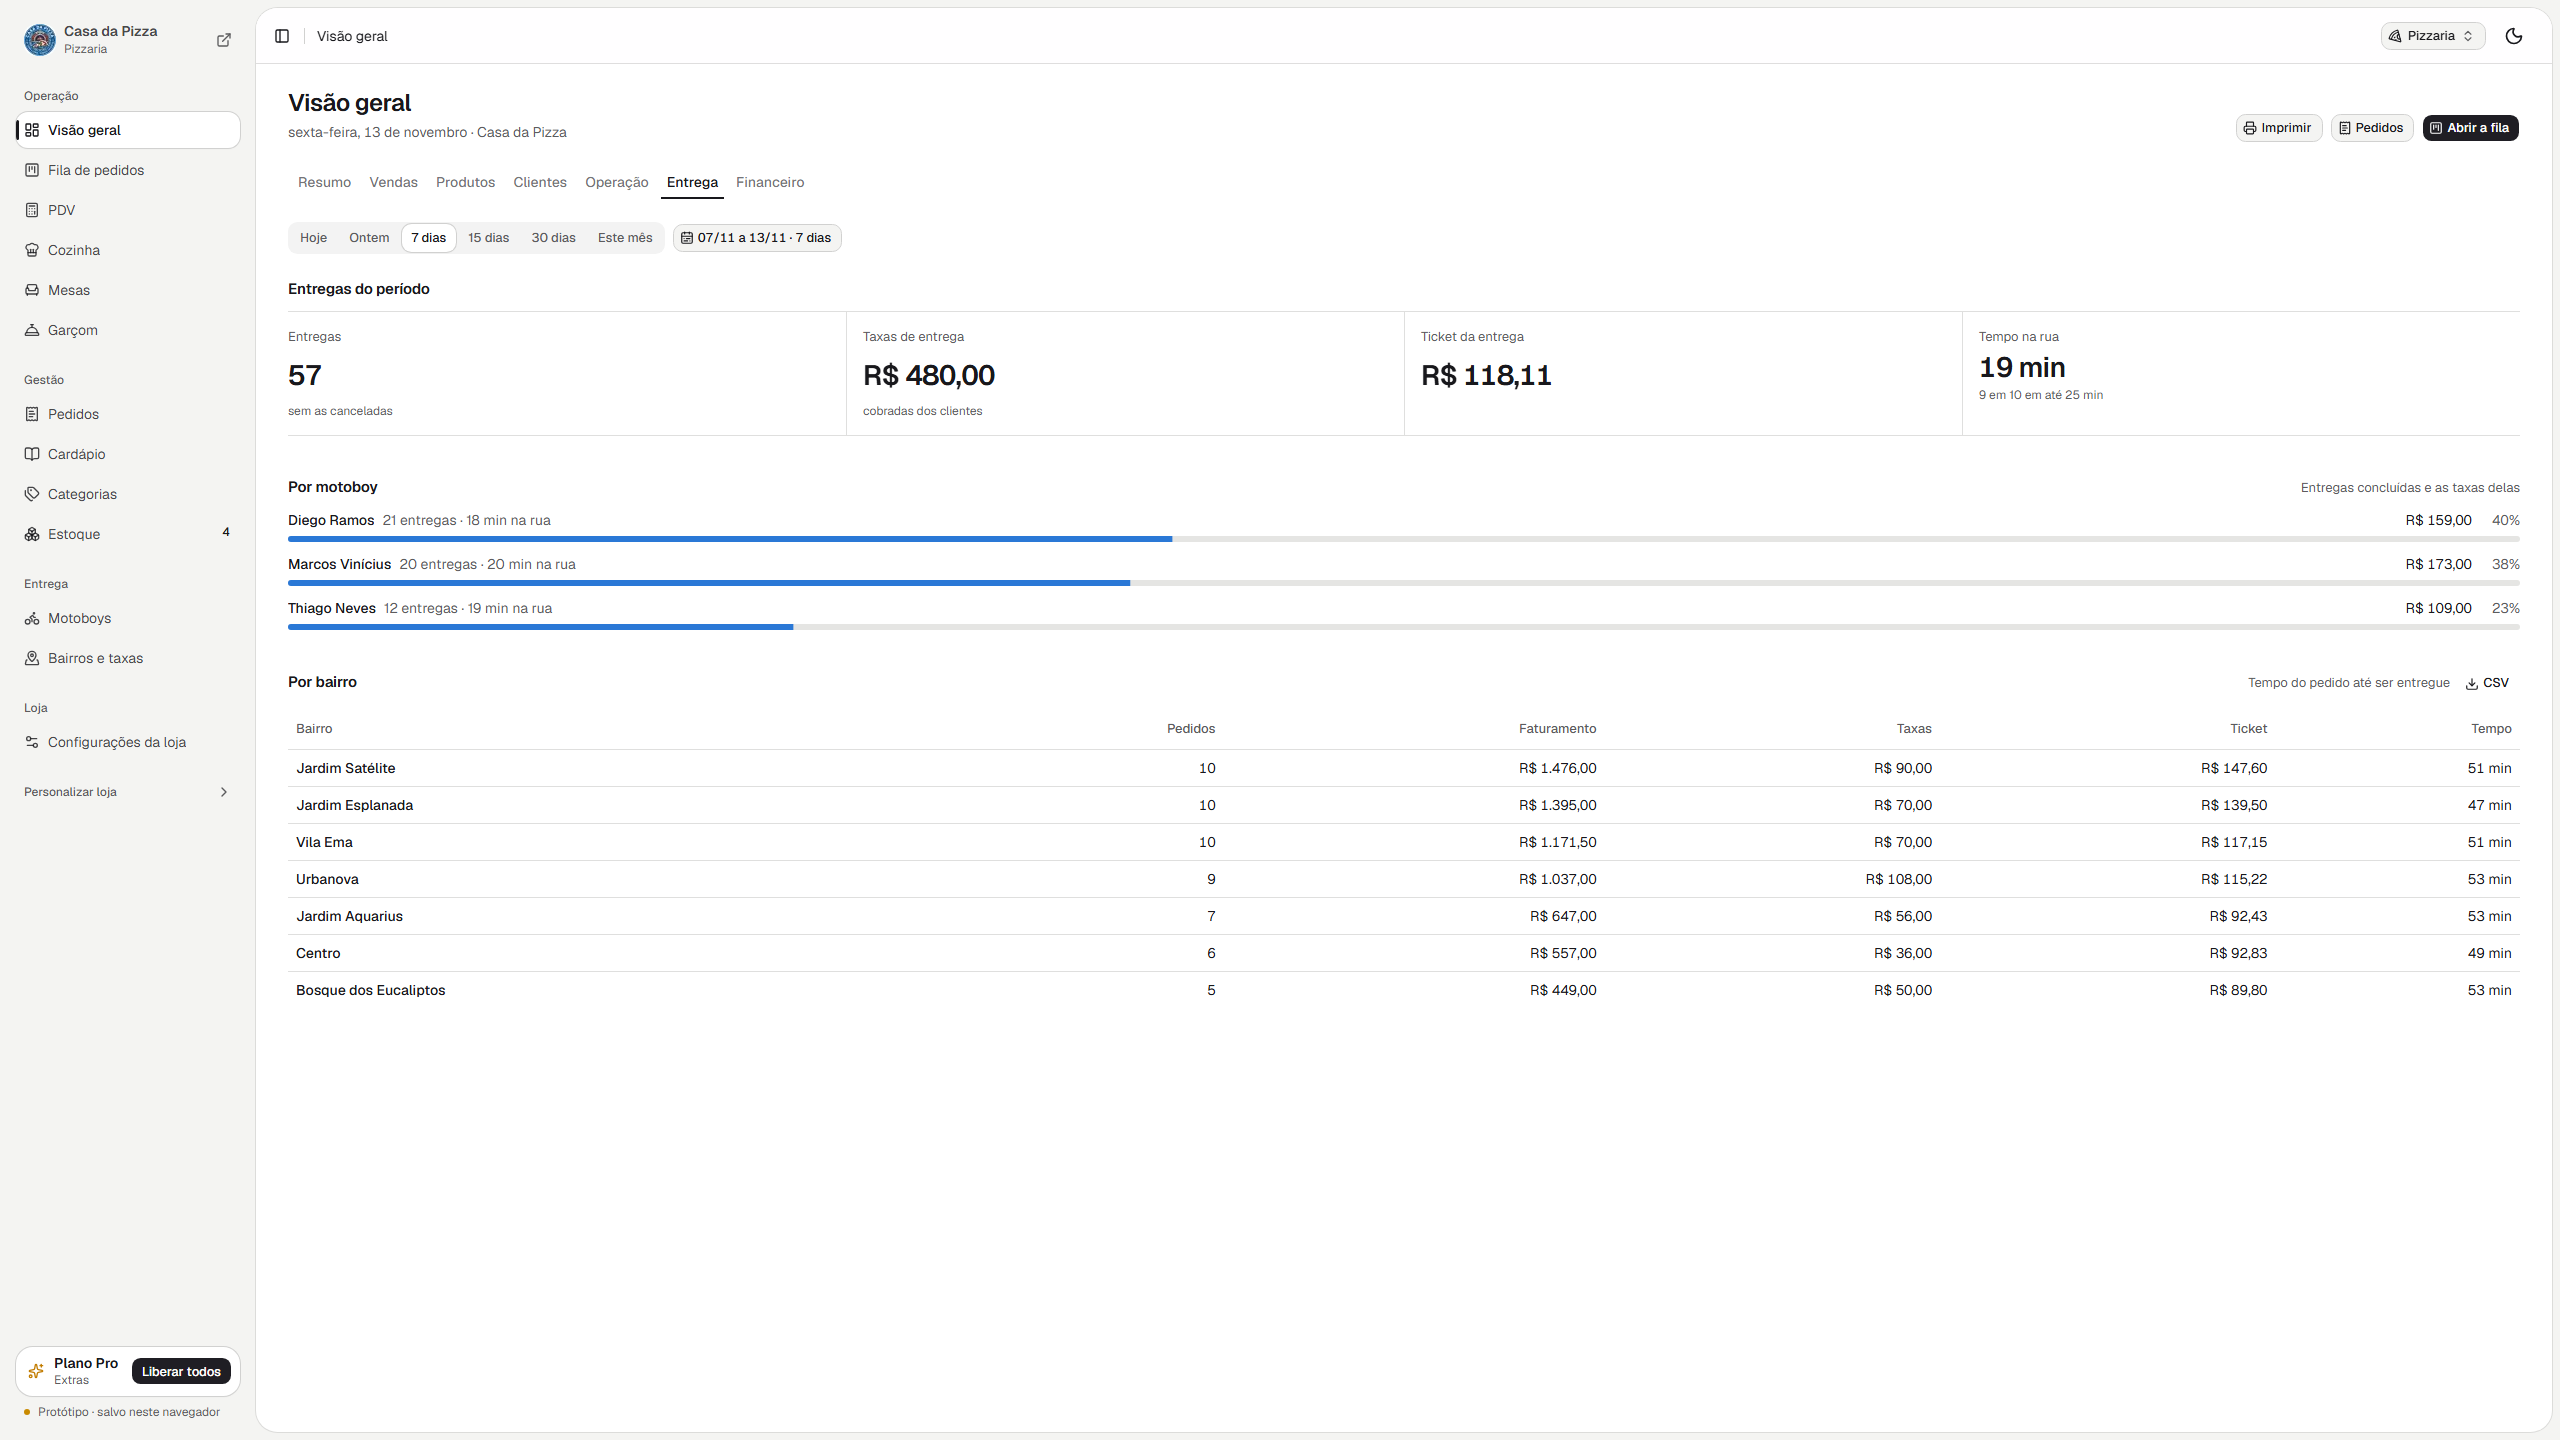 Casa da Pizza
Pizzaria
Operação
Visão geral
Fila de pedidos
PDV
Cozinha
Mesas
Garçom
Gestão
Pedidos
Cardápio
Categorias
Estoque 4
Entrega
Motoboys
Bairros e taxas
Loja
Configurações da loja
Personalizar loja
Plano Pro
Extras
Liberar todos
Protótipo · salvo neste navegador
Visão geral
Pizzaria
Visão geral
sexta-feira, 13 de novembro · Casa da Pizza
Imprimir Pedidos Abrir a fila
Resumo Vendas Produtos Clientes Operação Entrega Financeiro
Hoje Ontem 7 dias 15 dias 30 dias Este mês 07/11 a 13/11 · 7 dias
Entregas do período
Entregas
57
sem as canceladas
Taxas de entrega
R$ 480,00
cobradas dos clientes
Ticket da entrega
R$ 118,11
Tempo na rua
19 min
9 em 10 em até 25 min
Por motoboy Entregas concluídas e as taxas delas
Diego Ramos 21 entregas · 18 min na rua R$ 159,00 40%
Marcos Vinícius 20 entregas · 20 min na rua R$ 173,00 38%
Thiago Neves 12 entregas · 19 min na rua R$ 109,00 23%
Por bairro Tempo do pedido até ser entregue CSV
Bairro Pedidos Faturamento Taxas Ticket Tempo
Jardim Satélite 10 R$ 1.476,00 R$ 90,00 R$ 147,60 51 min
Jardim Esplanada 10 R$ 1.395,00 R$ 70,00 R$ 139,50 47 min
Vila Ema 10 R$ 1.171,50 R$ 70,00 R$ 117,15 51 min
Urbanova 9 R$ 1.037,00 R$ 108,00 R$ 115,22 53 min
Jardim Aquarius 7 R$ 647,00 R$ 56,00 R$ 92,43 53 min
Centro 6 R$ 557,00 R$ 36,00 R$ 92,83 49 min
Bosque dos Eucaliptos 5 R$ 449,00 R$ 50,00 R$ 89,80 53 min